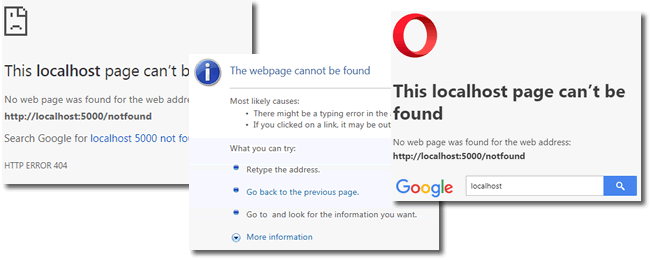 This localhost page can't b
No web page was found for the web address
http://localhost:5000/notfound
Search Google for localhost 5000 not fo
HTTP ERROR 404
The webpage cannot be found
Most likely causes:
There might be a typing error in the a
If you clicked on a link, it may be out
What you can try:
Retype the address.
Go back to the previous page.
Go to and look for the information you want.
More information
This localhost page can't be
found
No web page was found for the web address:
http://localhost:5000/notfound
Google localhost